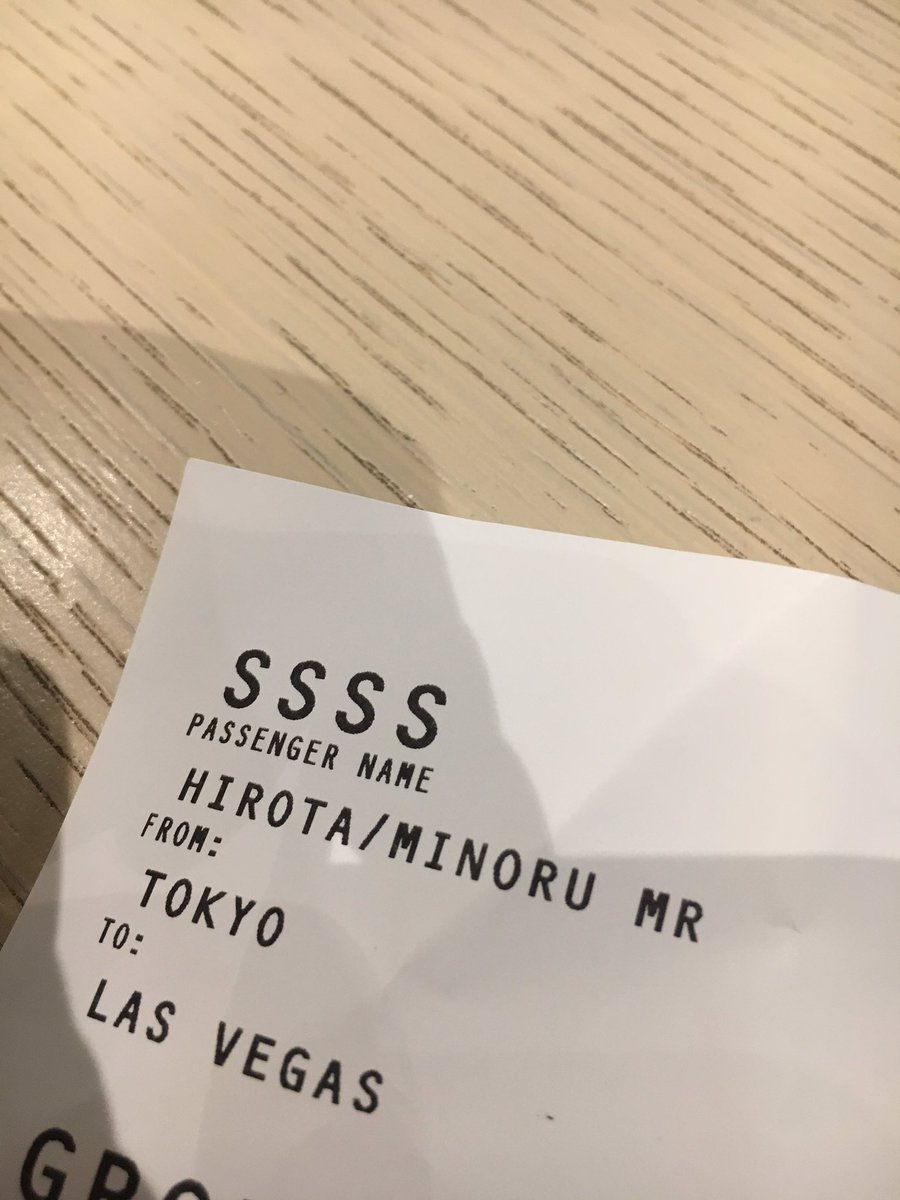 SSSS
PASSENGER NAME
HIROTA/MINORU MR
FROM:
TOKYO
TO:
LAS VEGAS